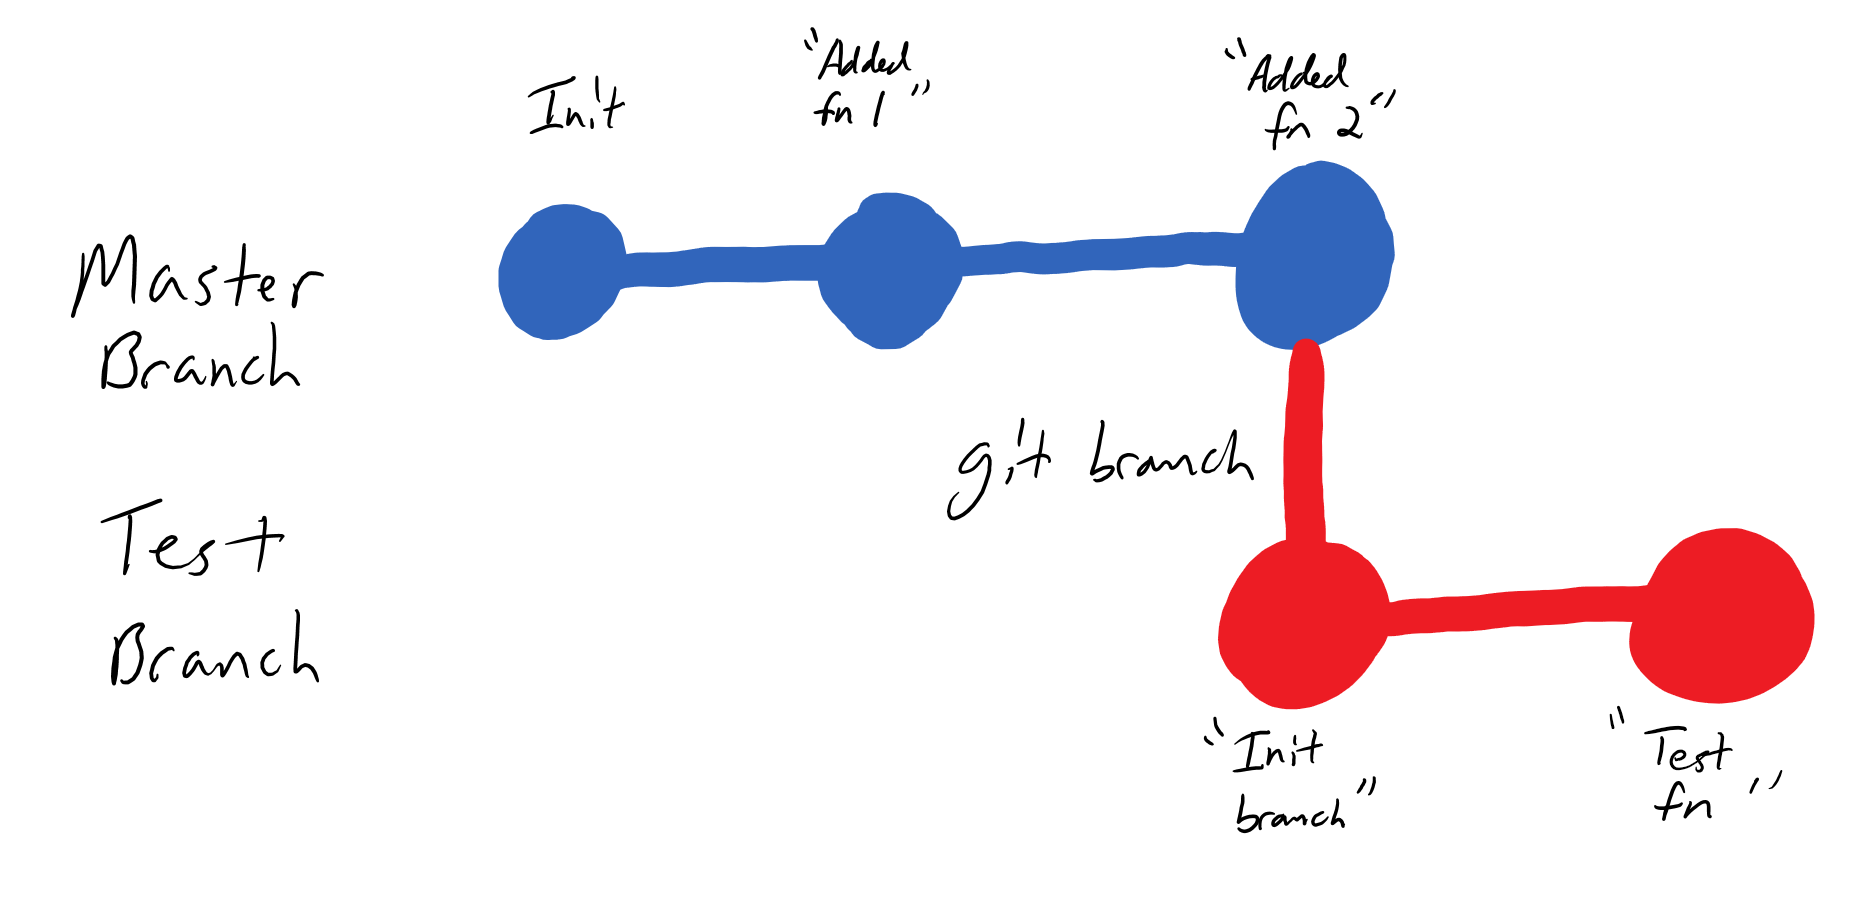 Init
"Added
fn 1"
"Added
fn 2"
Master
Branch
git branch
Test
Branch
"Init
branch"
"Test
fn"